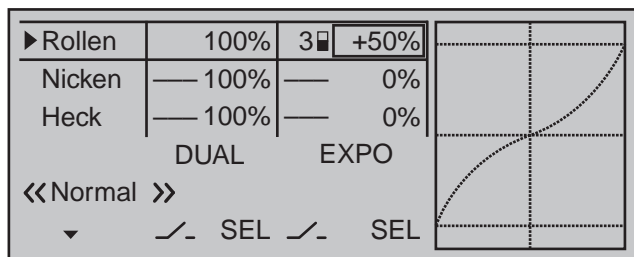 Rollen 100% 3 +50%
Nicken ––– 100% ––– 0%
Heck ––– 100% ––– 0%
DUAL EXPO
«Normal »
SEL SEL